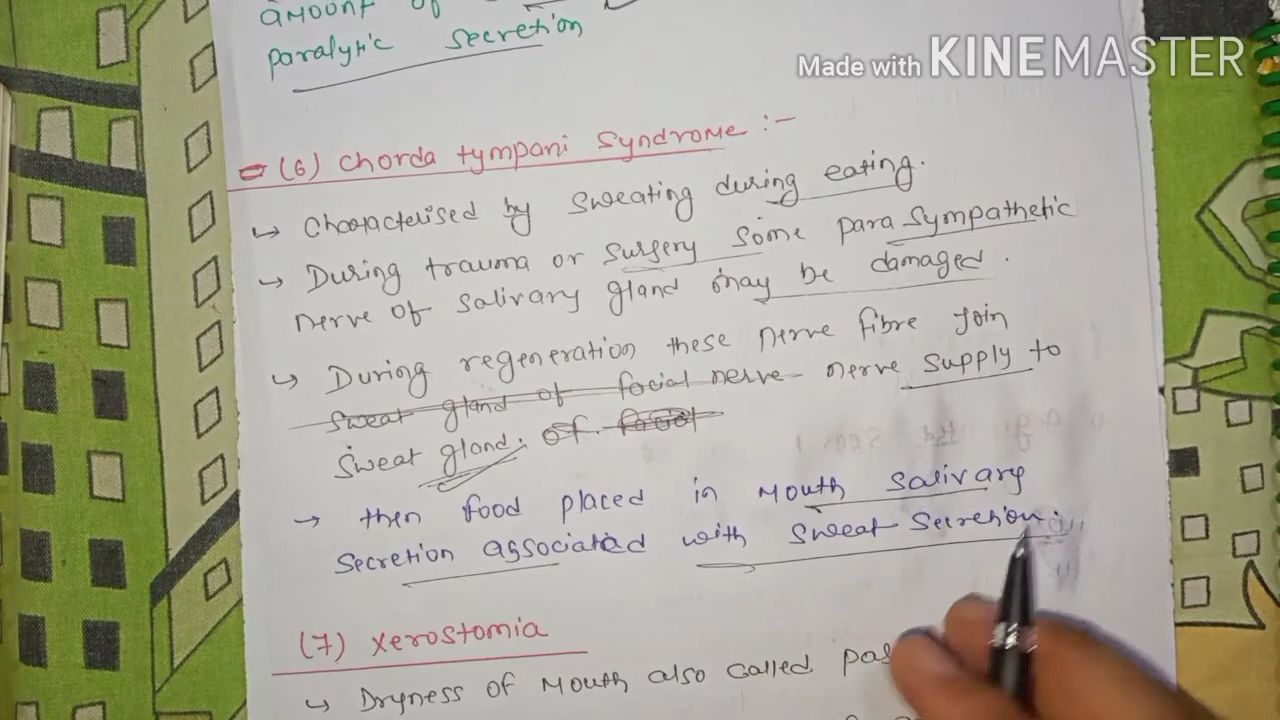 amount of
paralytic secretion
Made with KINEMASTER
(6) Chorda tympani Syndrome :-
→ Characterised by Sweating during eating.
→ During trauma or surgery some para sympathetic
nerve of salivary gland may be damaged.
→ During regeneration these nerve fibre Join
sweat gland of facial nerve nerve supply to
sweat gland. of
→ then food placed in mouth salivary
secretion associated with sweat secretion.
(7) Xerostomia
→ Dryness of mouth also called